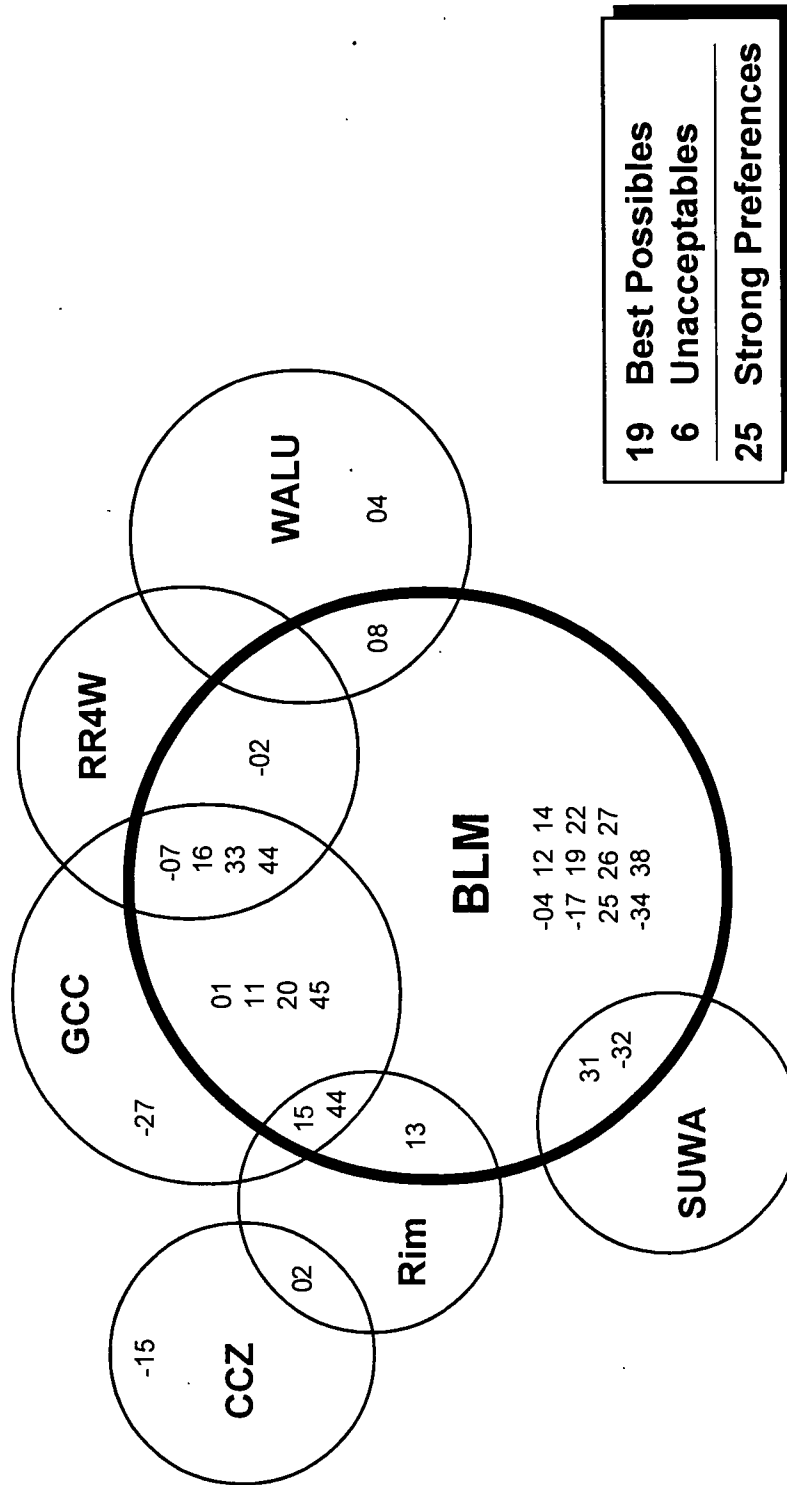 CCZ
-15
02
Rim
13
15
44
GCC
-27
01
11
20
45
-07
16
33
44
RR4W
-02
WALU
04
08
BLM
-04 12 14
-17 19 22
25 26 27
-34 38
SUWA
31
-32
19 Best Possibles
6 Unacceptables
25 Strong Preferences